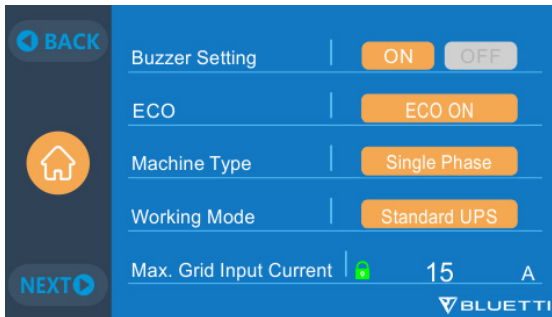 BACK
Buzzer Setting ON OFF
ECO ECO ON
Machine Type Single Phase
Working Mode Standard UPS
Max. Grid Input Current 15 A
NEXT
BLUETTI